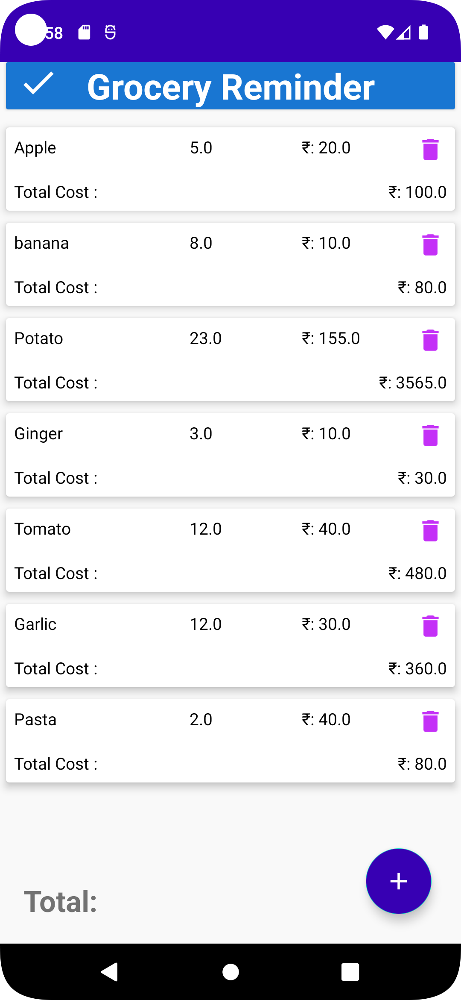 58
Grocery Reminder
Apple 5.0 ₹: 20.0
Total Cost : ₹: 100.0
banana 8.0 ₹: 10.0
Total Cost : ₹: 80.0
Potato 23.0 ₹: 155.0
Total Cost : ₹: 3565.0
Ginger 3.0 ₹: 10.0
Total Cost : ₹: 30.0
Tomato 12.0 ₹: 40.0
Total Cost : ₹: 480.0
Garlic 12.0 ₹: 30.0
Total Cost : ₹: 360.0
Pasta 2.0 ₹: 40.0
Total Cost : ₹: 80.0
Total: